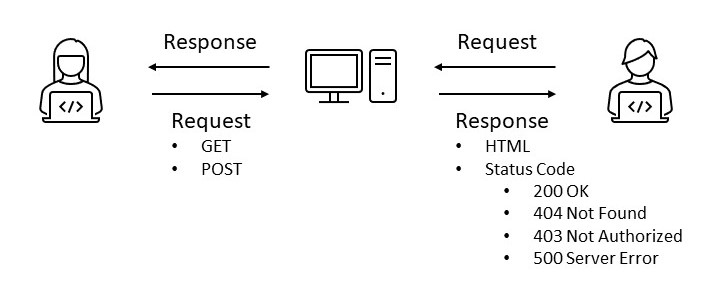 Response
Request
</>
</>
Request
• GET
• POST
Response
• HTML
• Status Code
• 200 OK
• 404 Not Found
• 403 Not Authorized
• 500 Server Error